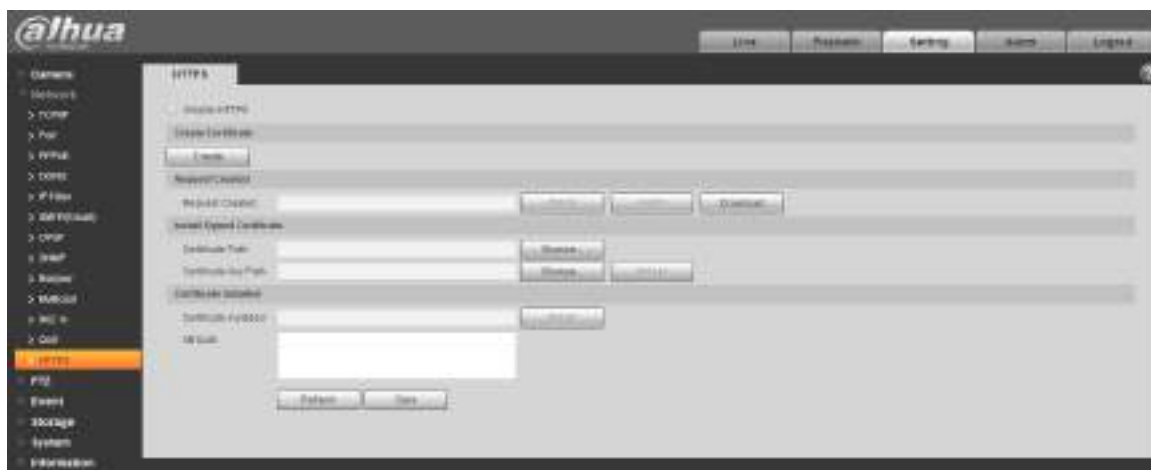 alhua
Live Playback Setting Alarm Logout
Camera
Network
HTTPS
TCP/IP
Port
PPPoE
DDNS
IP Filter
SMTP(Email)
UPnP
SNMP
Bonjour
Multicast
802.1x
QoS
HTTPS
PTZ
Event
Storage
System
Information
Enable HTTPS
Create Certificate
Create
Request Created
Request Created Download
Install Signed Certificate
Certificate Path Browse...
Certificate Key Path Browse...
Certificate Installed
Certificate Installed
Refresh Save